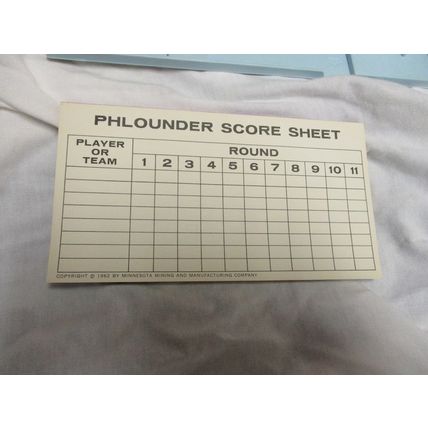 PHLOUNDER SCORE SHEET
PLAYER OR TEAM
ROUND
1 2 3 4 5 6 7 8 9 10 11
COPYRIGHT © 1962 BY MINNESOTA MINING AND MANUFACTURING COMPANY